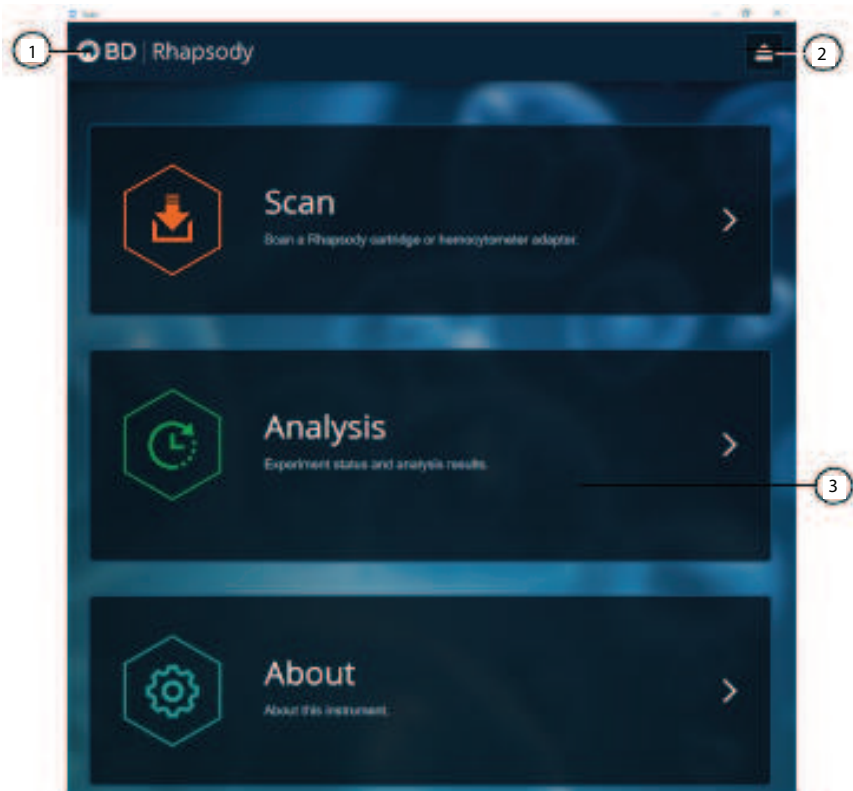 1
BD | Rhapsody
2
Scan
Scan a Rhapsody cartridge or hemocytometer adapter.
Analysis
Experiment status and analysis results.
3
About
About this instrument.